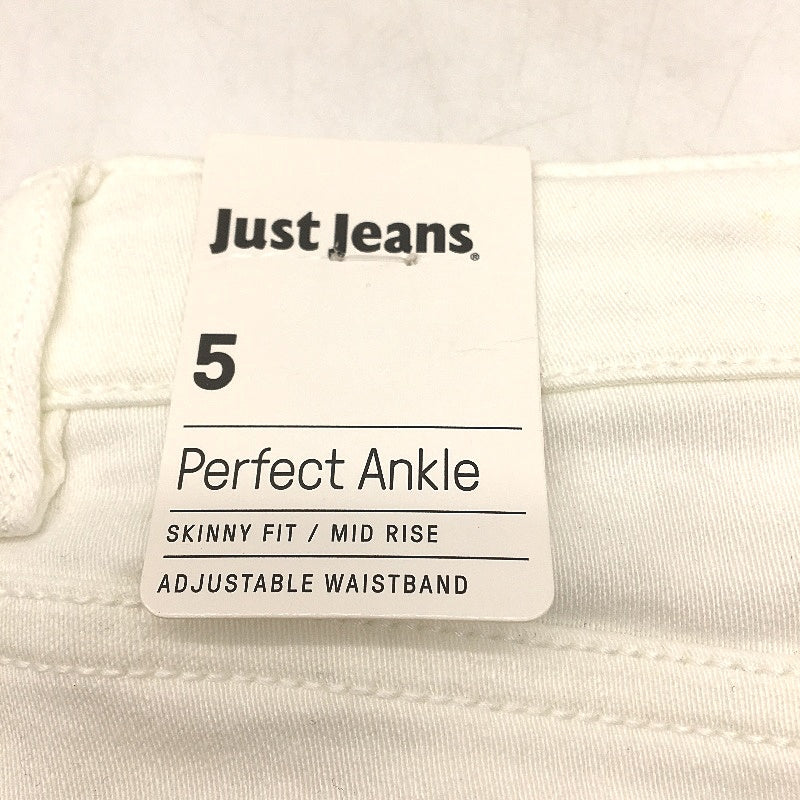 Just Jeans®
5
Perfect Ankle
SKINNY FIT / MID RISE
ADJUSTABLE WAISTBAND